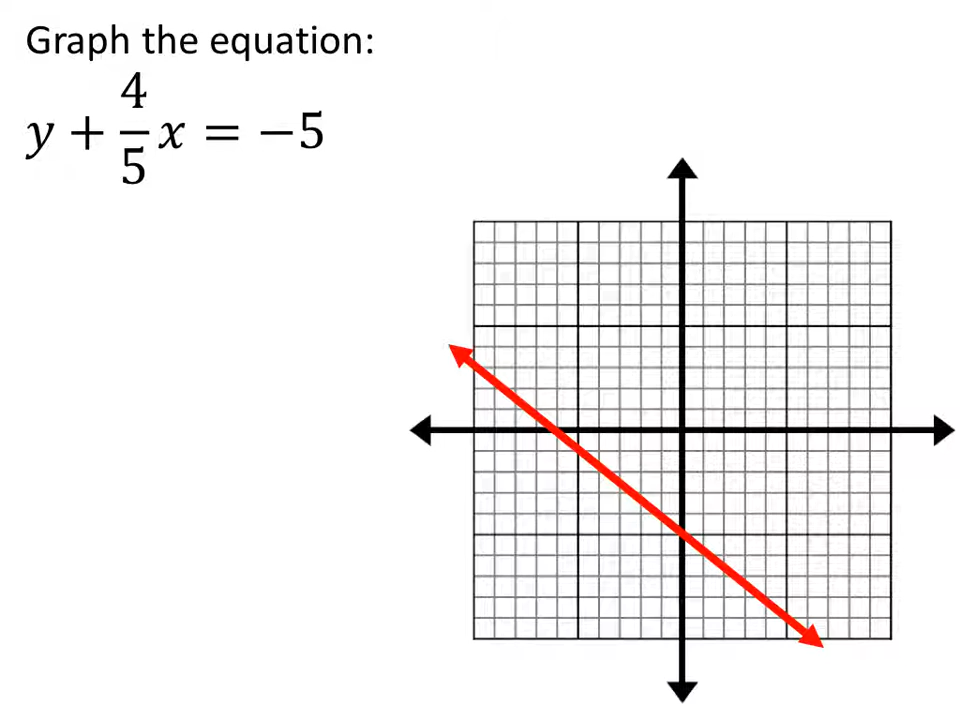 Graph the equation:
y + 4/5 x = −5